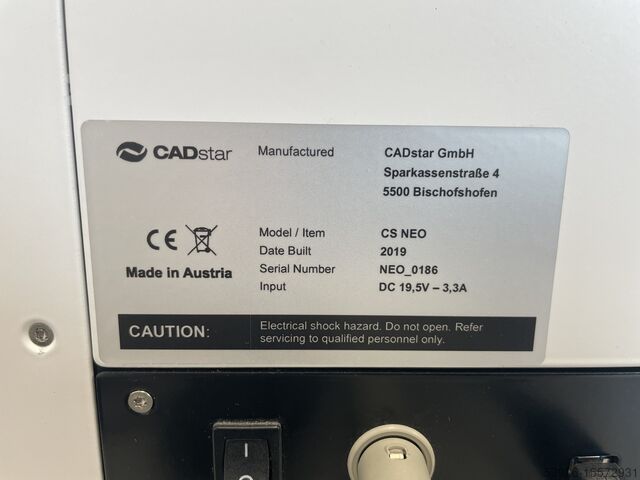 CADstar
Manufactured
CADstar GmbH
Sparkassenstraße 4
5500 Bischofshofen
CE
Made in Austria
Model / Item CS NEO
Date Built 2019
Serial Number NEO_0186
Input DC 19,5V – 3,3A
CAUTION:
Electrical shock hazard. Do not open. Refer
servicing to qualified personnel only.